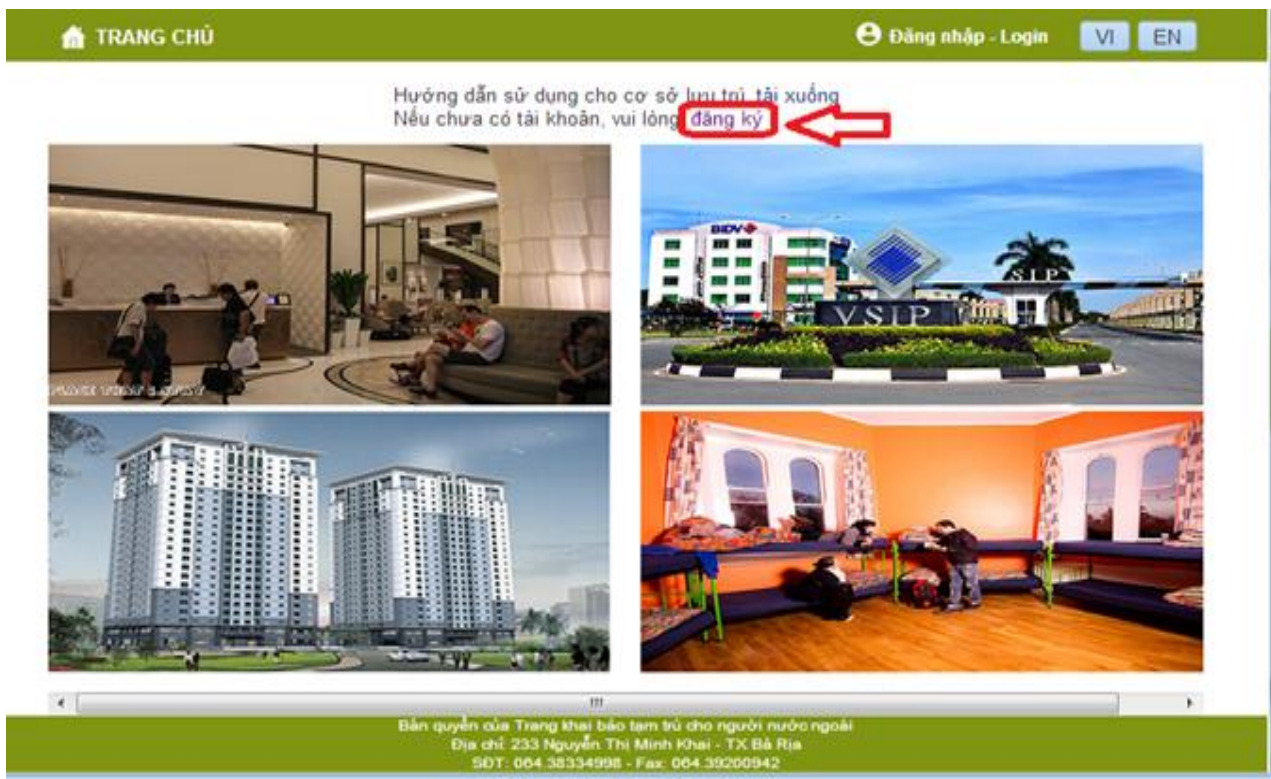 TRANG CHỦ
Đăng nhập - Login
VI
EN
Hướng dẫn sử dụng cho cơ sở lưu trú, tải xuống
Nếu chưa có tài khoản, vui lòng đăng ký
BIDV
SIP
VSIP
Bản quyền của Trang khai báo tạm trú cho người nước ngoài
Địa chỉ: 233 Nguyễn Thị Minh Khai - TX Bà Rịa
SĐT: 064.38334998 - Fax: 064.39200942